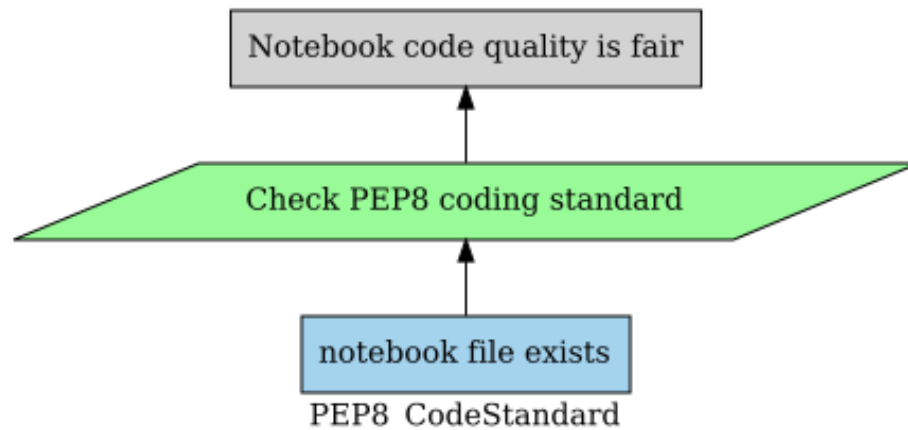 Notebook code quality is fair
Check PEP8 coding standard
notebook file exists
PEP8_CodeStandard